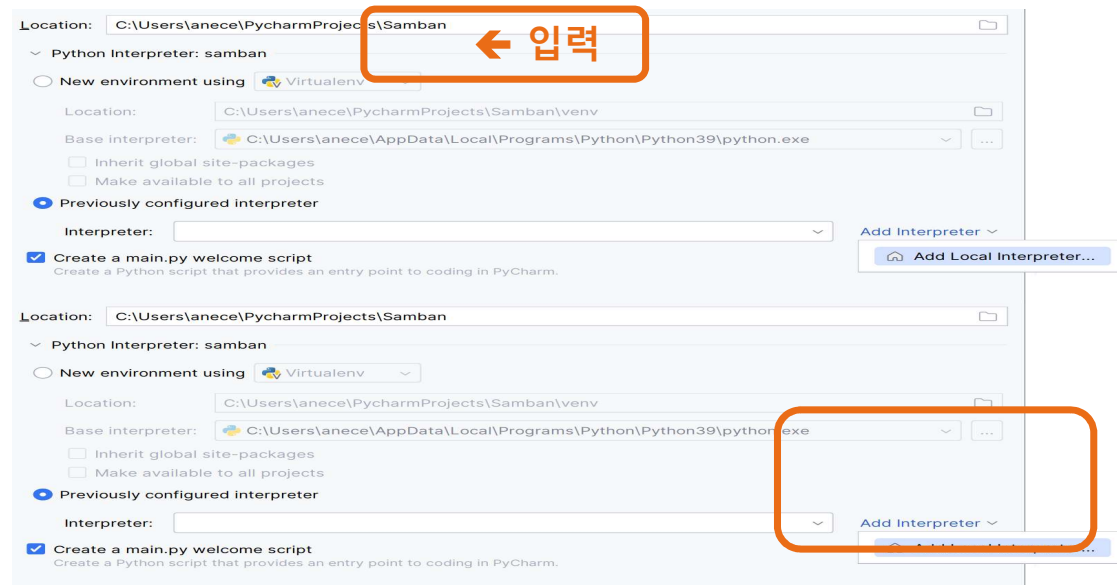 Location: C:\Users\anece\PycharmProjects\Samban ← 입력
Python Interpreter: samban
New environment using Virtualenv
Location: C:\Users\anece\PycharmProjects\Samban\venv
Base interpreter: C:\Users\anece\AppData\Local\Programs\Python\Python39\python.exe ...
Inherit global site-packages
Make available to all projects
Previously configured interpreter
Interpreter: Add Interpreter
Add Local Interpreter...
Create a main.py welcome script
Create a Python script that provides an entry point to coding in PyCharm.
Location: C:\Users\anece\PycharmProjects\Samban
Python Interpreter: samban
New environment using Virtualenv
Location: C:\Users\anece\PycharmProjects\Samban\venv
Base interpreter: C:\Users\anece\AppData\Local\Programs\Python\Python39\python.exe ...
Inherit global site-packages
Make available to all projects
Previously configured interpreter
Interpreter: Add Interpreter
Create a main.py welcome script
Create a Python script that provides an entry point to coding in PyCharm.